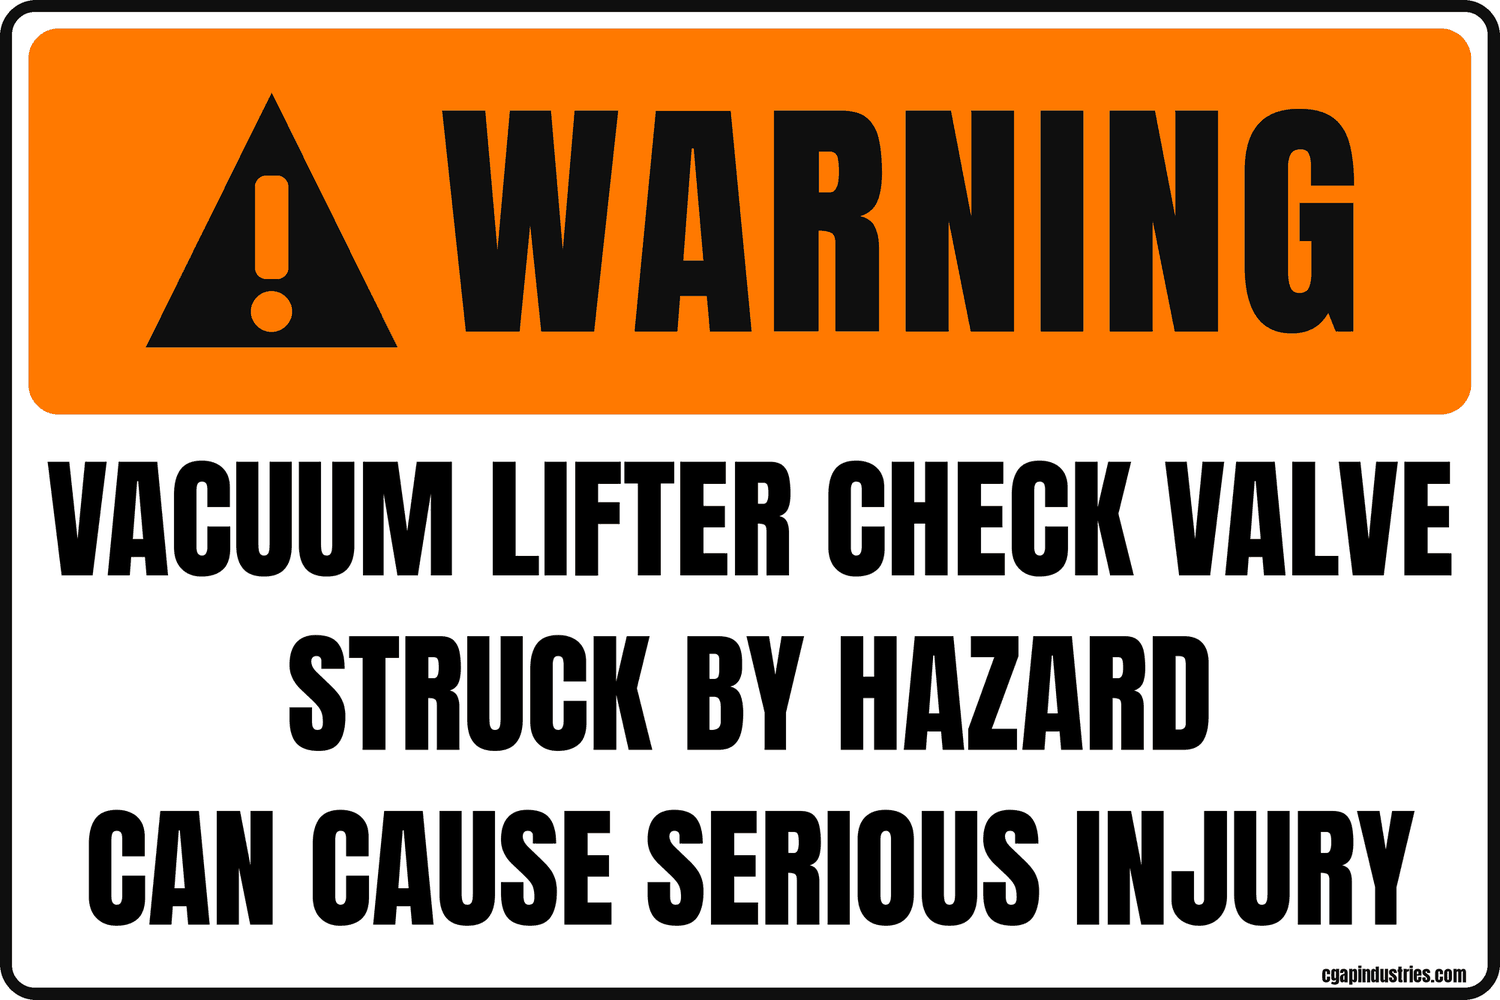 WARNING
VACUUM LIFTER CHECK VALVE
STRUCK BY HAZARD
CAN CAUSE SERIOUS INJURY
cgapindustries.com